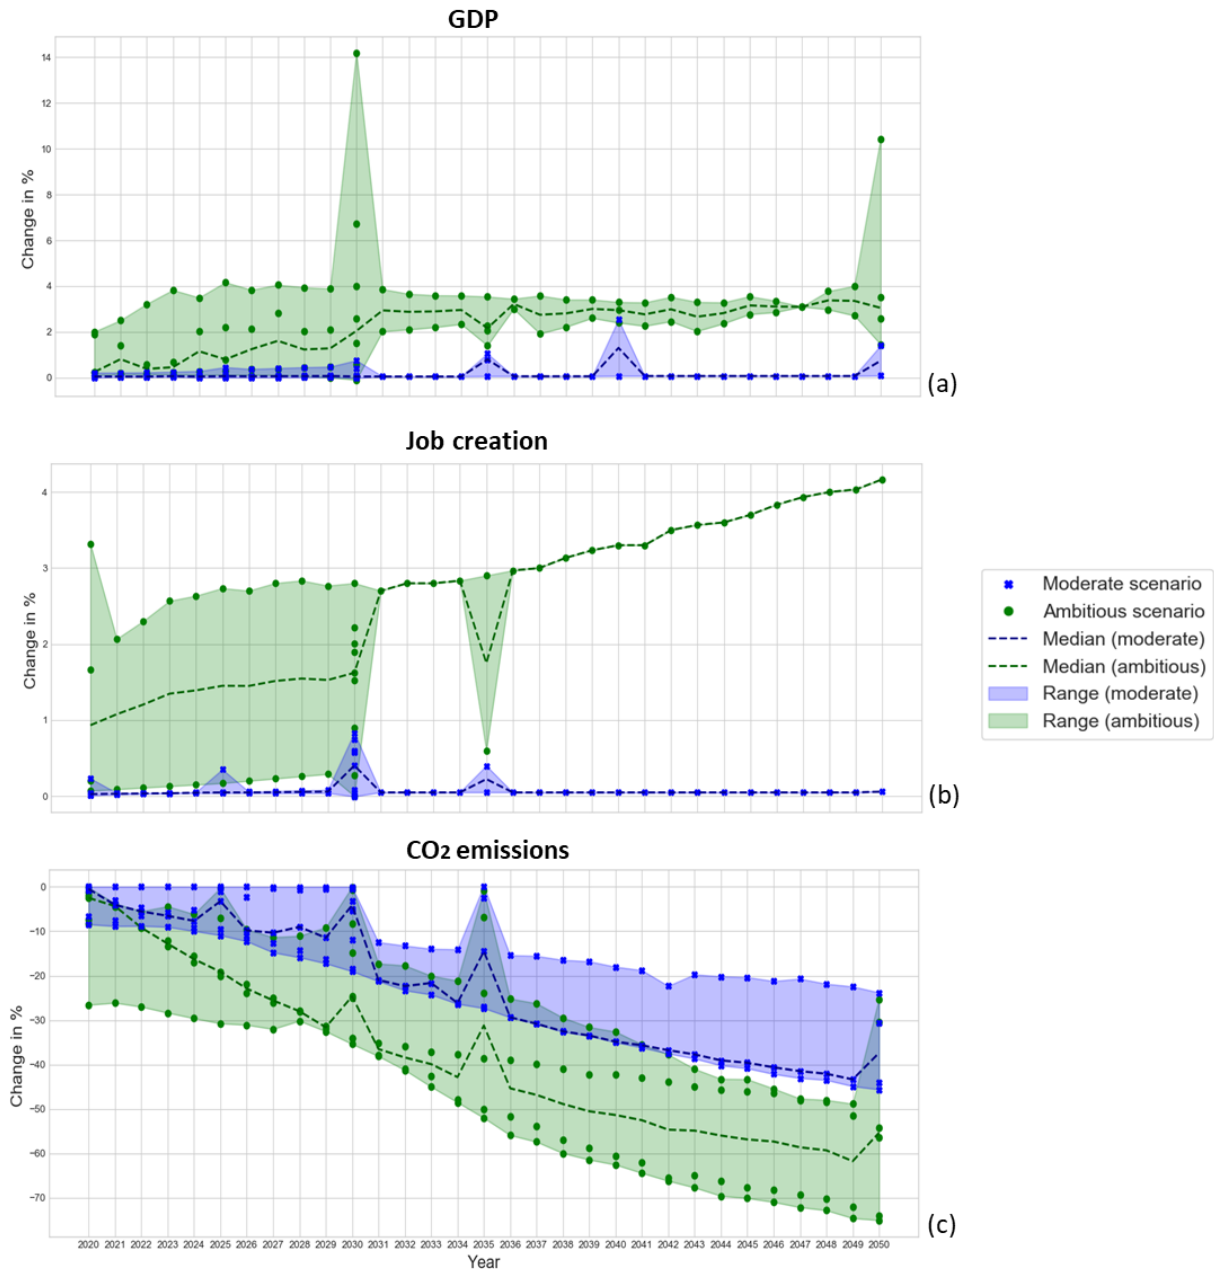 GDP
14
12
10
8
6
4
2
0
Change in %
(a)
Job creation
4
3
2
1
0
Change in %
(b)
Moderate scenario
Ambitious scenario
Median (moderate)
Median (ambitious)
Range (moderate)
Range (ambitious)
CO2 emissions
0
−10
−20
−30
−40
−50
−60
−70
Change in %
(c)
2020 2021 2022 2023 2024 2025 2026 2027 2028 2029 2030 2031 2032 2033 2034 2035 2036 2037 2038 2039 2040 2041 2042 2043 2044 2045 2046 2047 2048 2049 2050
Year